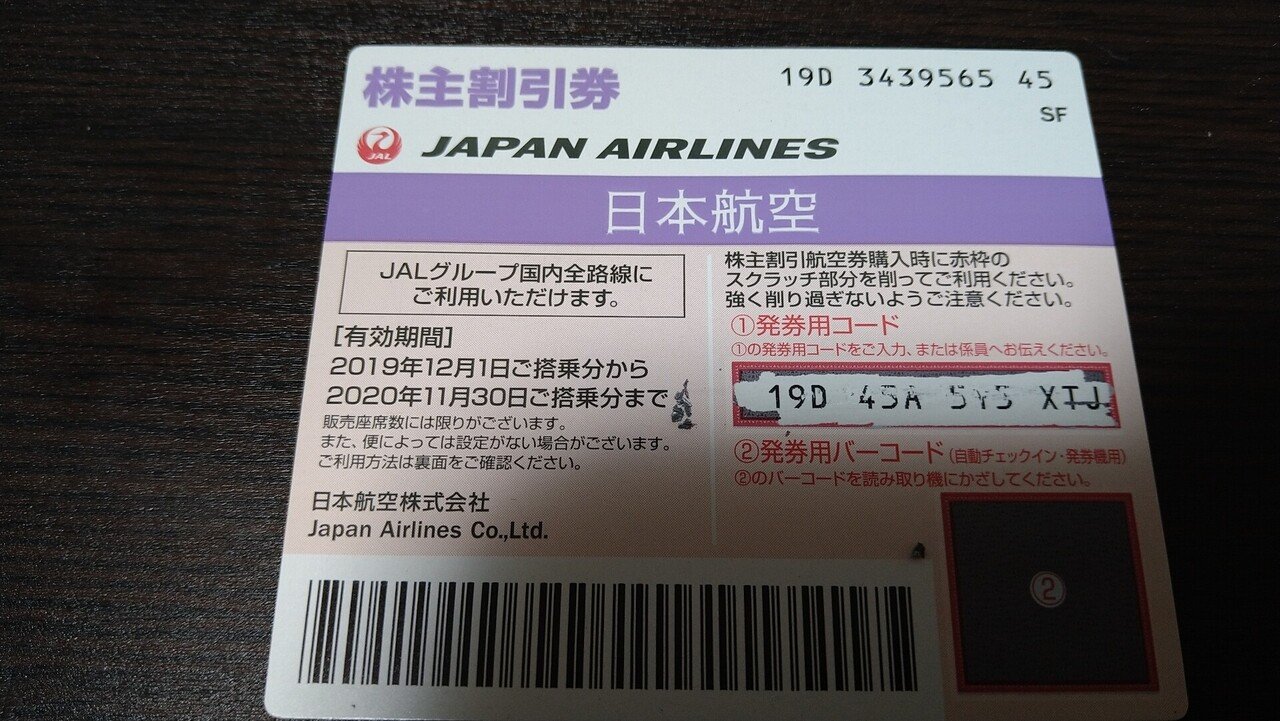 株主割引券
19D 3439565 45
SF
JAL
JAPAN AIRLINES
日本航空
JALグループ国内全路線に
ご利用いただけます。
[有効期間]
2019年12月1日ご搭乗分から
2020年11月30日ご搭乗分まで
販売座席数には限りがございます。
また、便によっては設定がない場合がございます。
ご利用方法は裏面をご確認ください。
日本航空株式会社
Japan Airlines Co.,Ltd.
株主割引航空券購入時に赤枠の
スクラッチ部分を削ってご利用ください。
強く削り過ぎないようご注意ください。
①発券用コード
①の発券用コードをご入力、または係員へお伝えください。
19D 45A 5Y5 XTJ
②発券用バーコード(自動チェックイン・発券機用)
②のバーコードを読み取り機にかざしてください。
②